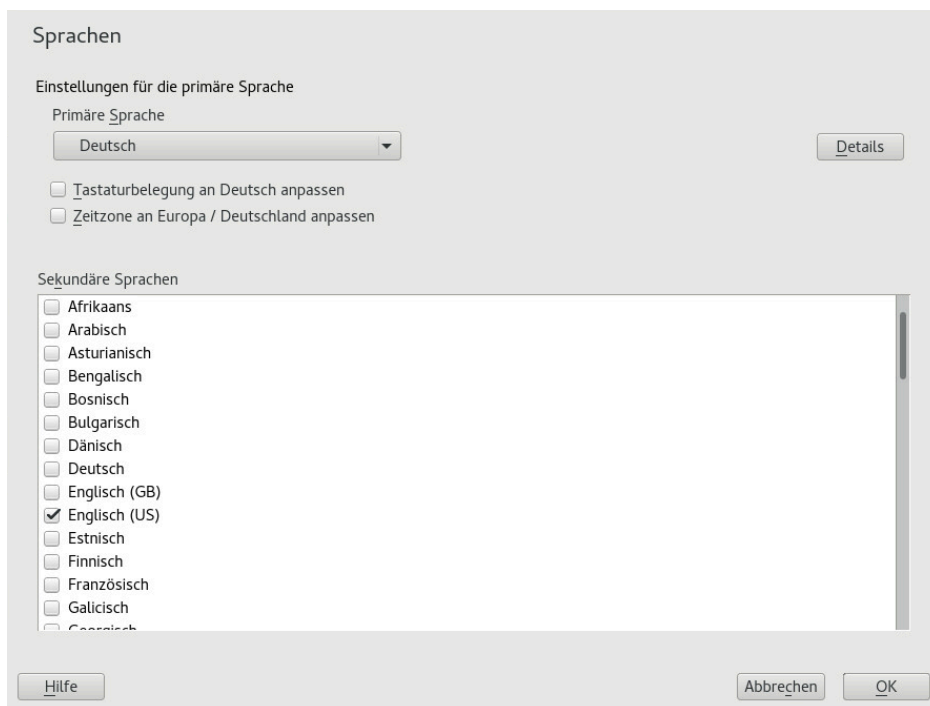 Sprachen
Einstellungen für die primäre Sprache
Primäre Sprache
Deutsch
Details
Tastaturbelegung an Deutsch anpassen
Zeitzone an Europa / Deutschland anpassen
Sekundäre Sprachen
Afrikaans
Arabisch
Asturianisch
Bengalisch
Bosnisch
Bulgarisch
Dänisch
Deutsch
Englisch (GB)
Englisch (US)
Estnisch
Finnisch
Französisch
Galicisch
Georgisch
Hilfe
Abbrechen
OK